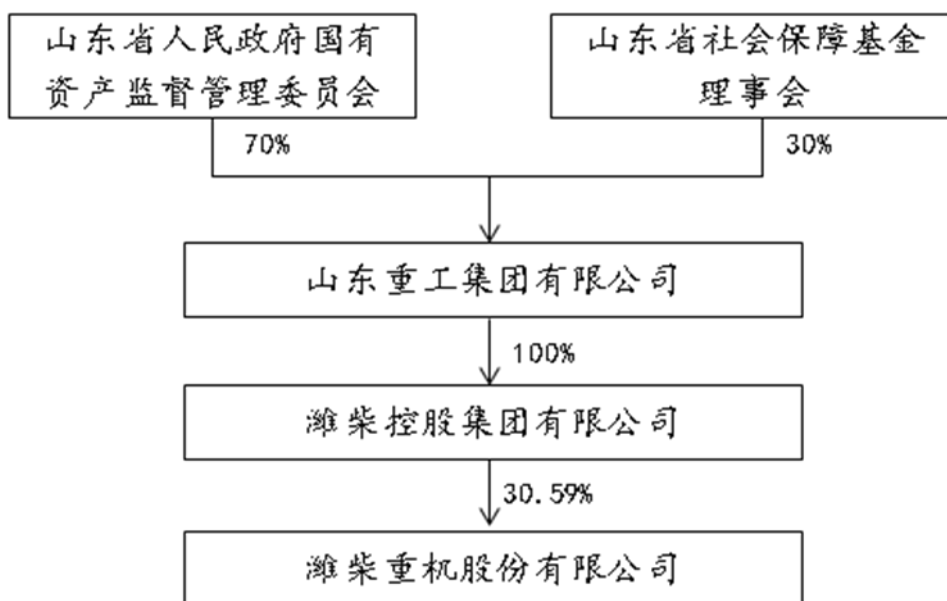 山东省人民政府国有
资产监督管理委员会
山东省社会保障基金
理事会
70%
30%
山东重工集团有限公司
100%
潍柴控股集团有限公司
30.59%
潍柴重机股份有限公司